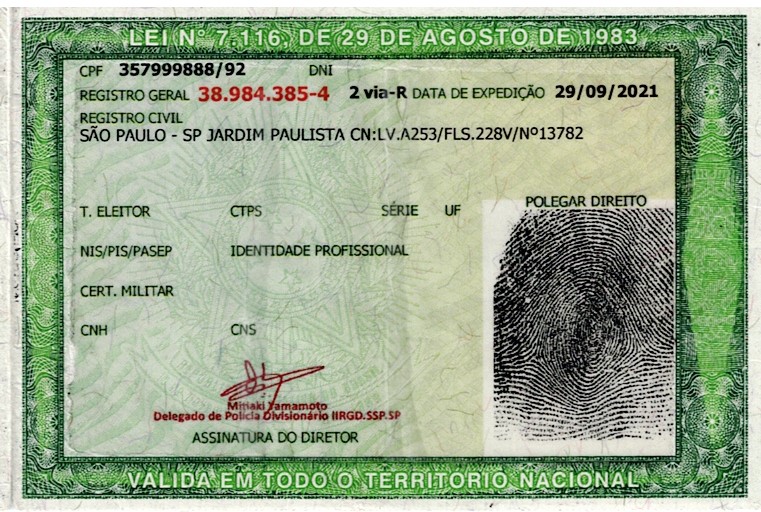 LEI Nº 7.116, DE 29 DE AGOSTO DE 1983
CPF 357999888/92 DNI
REGISTRO GERAL 38.984.385-4 2 via-R DATA DE EXPEDIÇÃO 29/09/2021
REGISTRO CIVIL
SÃO PAULO - SP JARDIM PAULISTA CN:LV.A253/FLS.228V/Nº13782
T. ELEITOR CTPS SÉRIE UF POLEGAR DIREITO
NIS/PIS/PASEP IDENTIDADE PROFISSIONAL
CERT. MILITAR
CNH CNS
Mitiaki Yamamoto
Delegado de Polícia Divisionário IIRGD.SSP.SP
ASSINATURA DO DIRETOR
VALIDA EM TODO O TERRITORIO NACIONAL